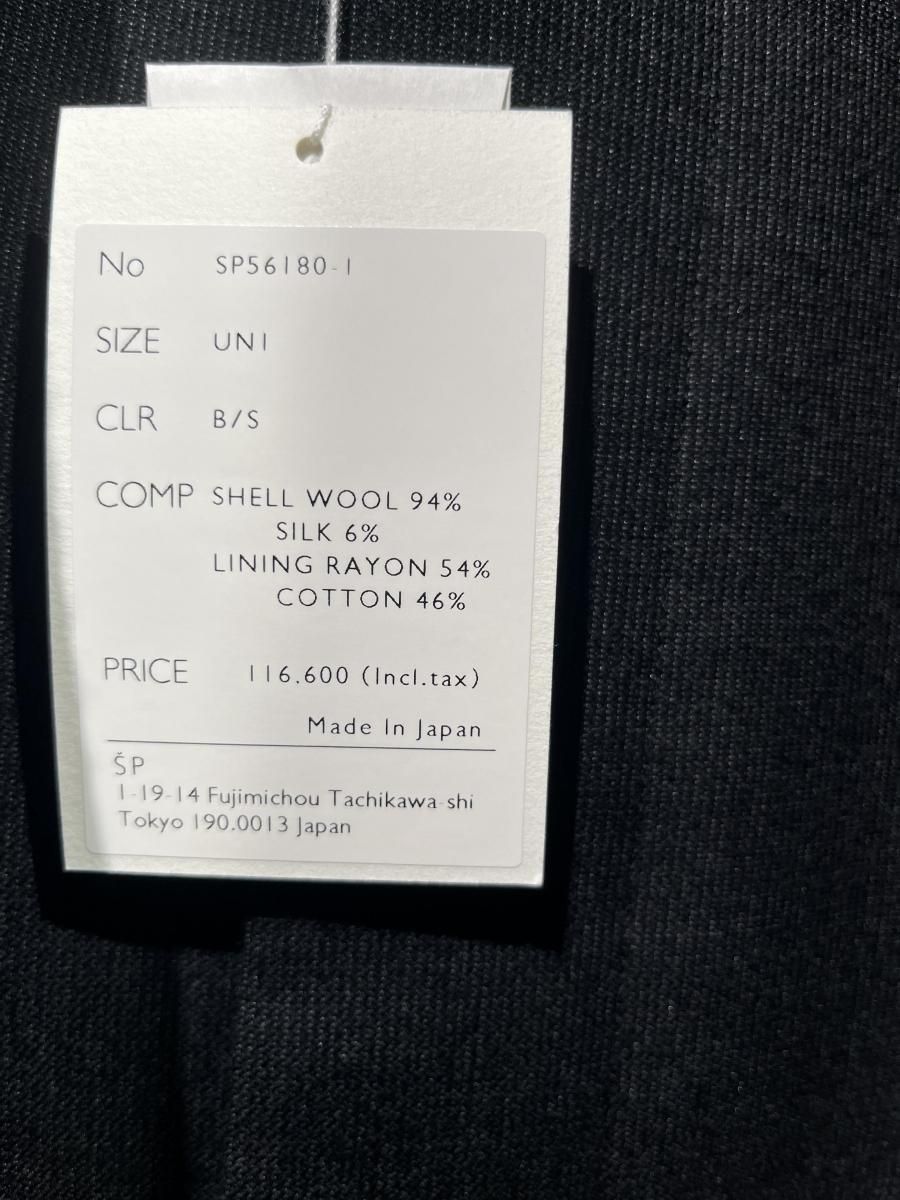 No SP56180-1
SIZE UNI
CLR B/S
COMP SHELL WOOL 94%
SILK 6%
LINING RAYON 54%
COTTON 46%
PRICE 116.600 (Incl.tax)
Made In Japan
ŠP
1-19-14 Fujimichou Tachikawa-shi
Tokyo 190.0013 Japan